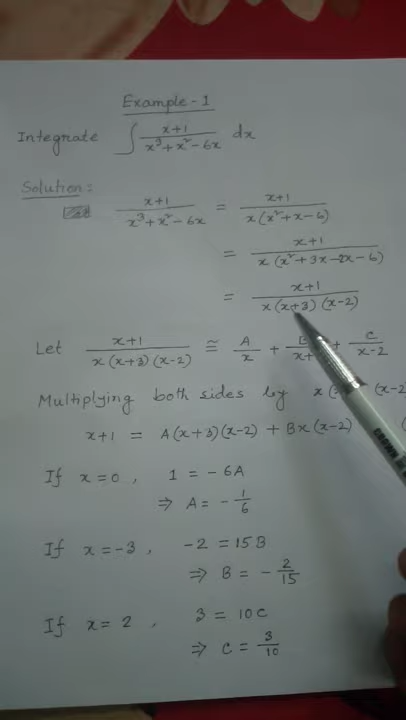 Example - 1
Integrate ∫ x+1 / x³+x²-6x dx
Solution:
x+1 / x³+x²-6x = x+1 / x(x²+x-6)
= x+1 / x(x²+3x-2x-6)
= x+1 / x(x+3)(x-2)
Let x+1 / x(x+3)(x-2) ≅ A/x + B/x+ + C/x-2
Multiplying both sides by x( (x-2
x+1 = A(x+3)(x-2) + Bx(x-2)
If x=0, 1 = -6A
⇒ A = -1/6
If x=-3, -2 = 15B
⇒ B = -2/15
If x= 2, 3 = 10C
⇒ C = 3/10